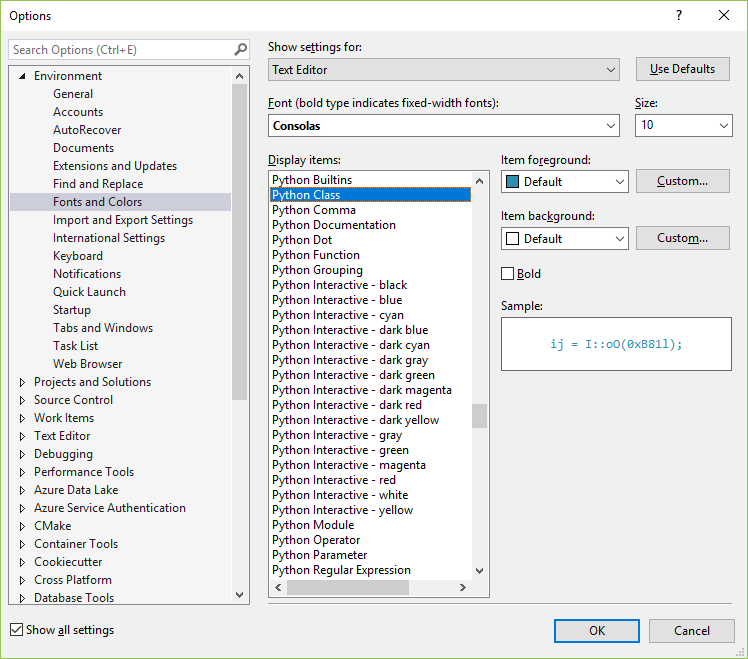 Options
?
Search Options (Ctrl+E)
Environment
General
Accounts
AutoRecover
Documents
Extensions and Updates
Find and Replace
Fonts and Colors
Import and Export Settings
International Settings
Keyboard
Notifications
Quick Launch
Startup
Tabs and Windows
Task List
Web Browser
Projects and Solutions
Source Control
Work Items
Text Editor
Debugging
Performance Tools
Azure Data Lake
Azure Service Authentication
CMake
Container Tools
Cookiecutter
Cross Platform
Database Tools
Show all settings
Show settings for:
Text Editor
Use Defaults
Font (bold type indicates fixed-width fonts):
Consolas
Size:
10
Display items:
Python Builtins
Python Class
Python Comma
Python Documentation
Python Dot
Python Function
Python Grouping
Python Interactive - black
Python Interactive - blue
Python Interactive - cyan
Python Interactive - dark blue
Python Interactive - dark cyan
Python Interactive - dark gray
Python Interactive - dark green
Python Interactive - dark magenta
Python Interactive - dark red
Python Interactive - dark yellow
Python Interactive - gray
Python Interactive - green
Python Interactive - magenta
Python Interactive - red
Python Interactive - white
Python Interactive - yellow
Python Module
Python Operator
Python Parameter
Python Regular Expression
Item foreground:
Default
Custom...
Item background:
Default
Custom...
Bold
Sample:
ij = I::oO(0xB81l);
OK
Cancel